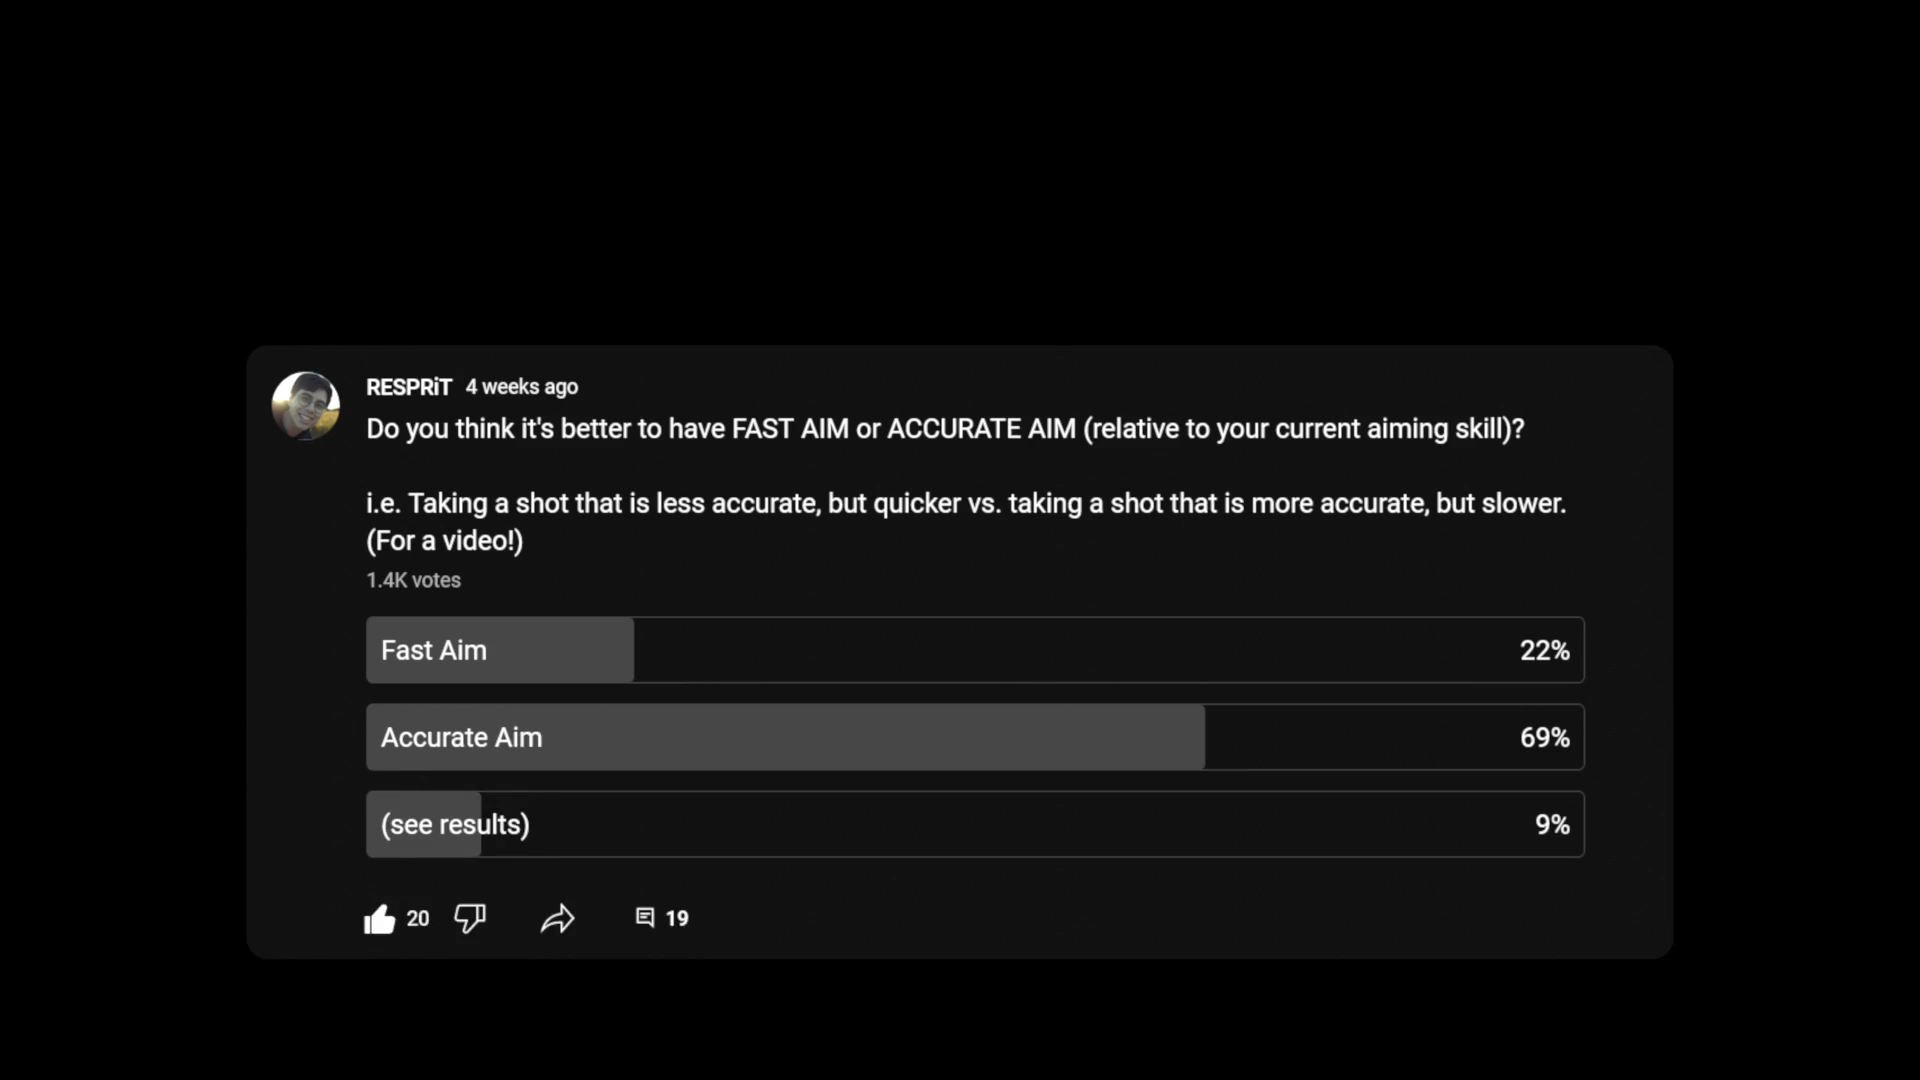 RESPRiT 4 weeks ago
Do you think it's better to have FAST AIM or ACCURATE AIM (relative to your current aiming skill)?
i.e. Taking a shot that is less accurate, but quicker vs. taking a shot that is more accurate, but slower.
(For a video!)
1.4K votes
Fast Aim 22%
Accurate Aim 69%
(see results) 9%
20 19